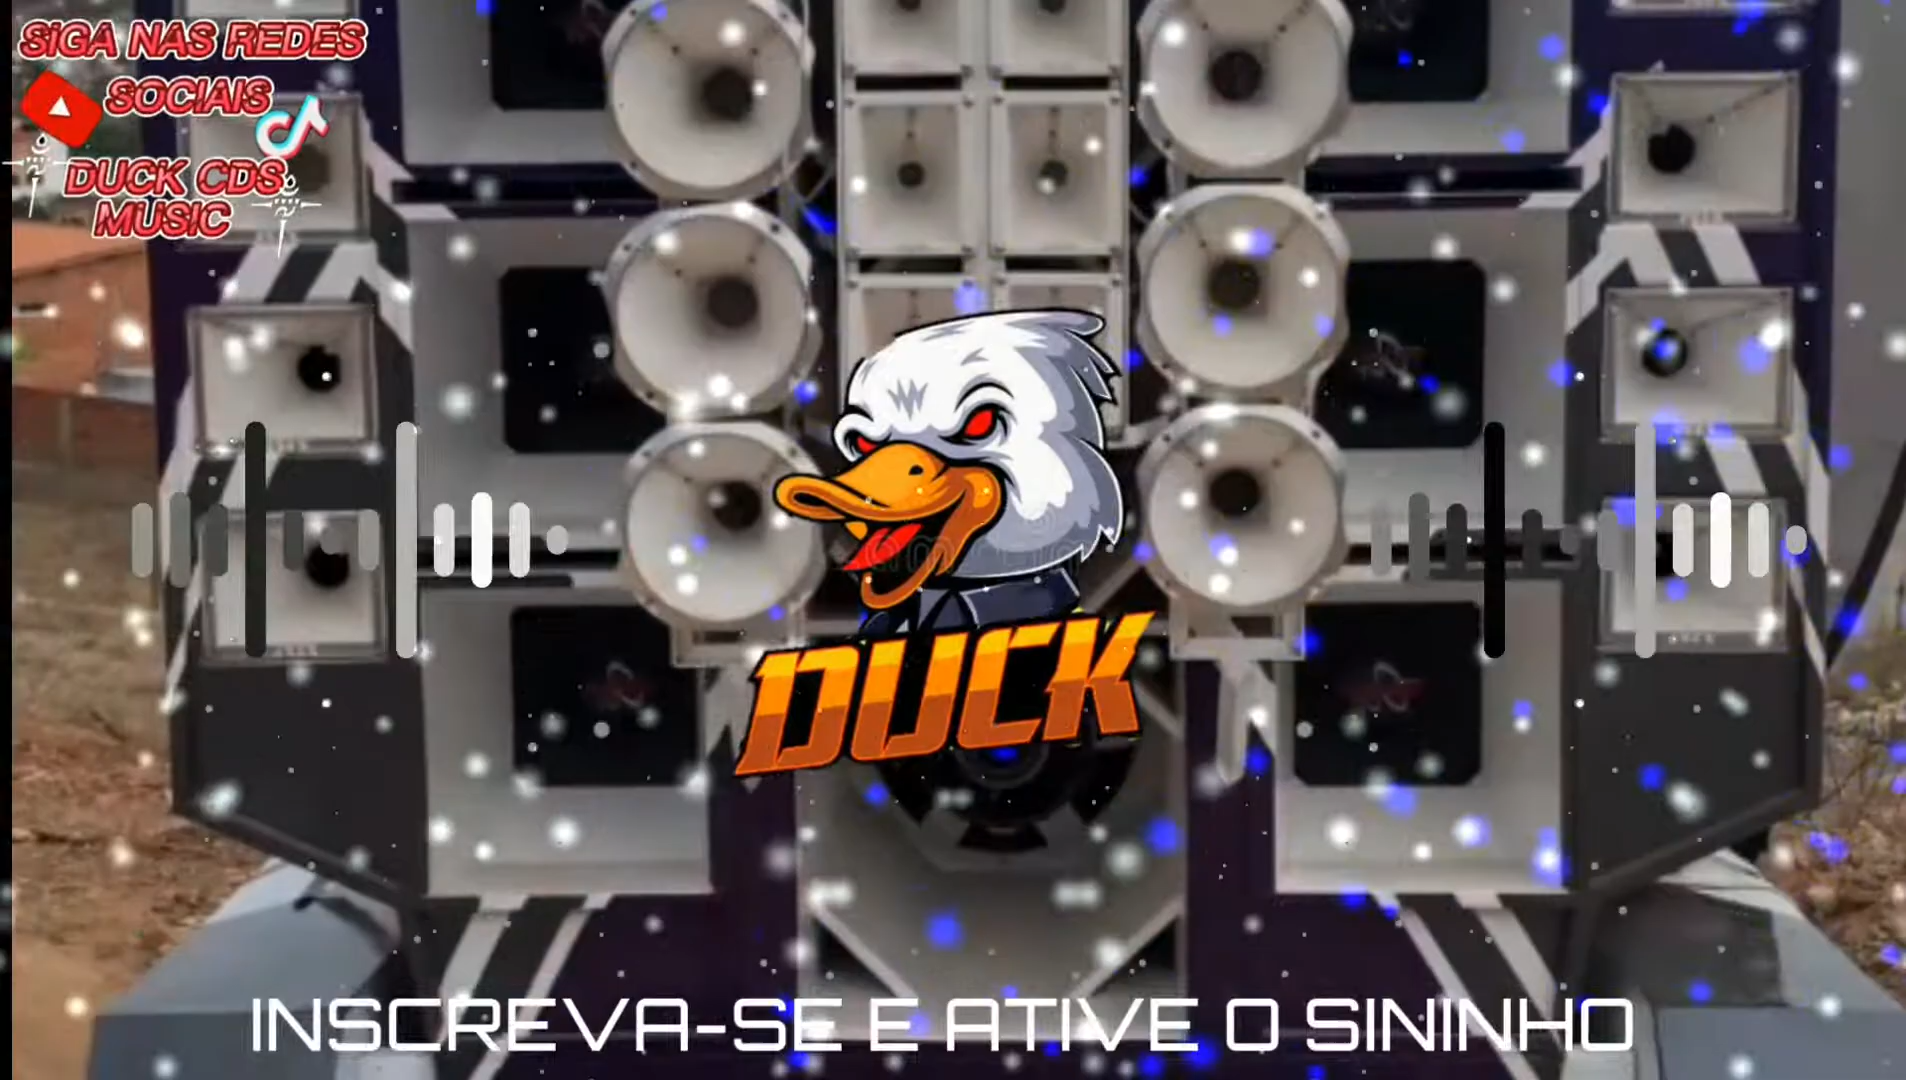 SIGA NAS REDES
SOCIAIS
DUCK CDS
MUSIC
DUCK
INSCREVA-SE E ATIVE O SININHO